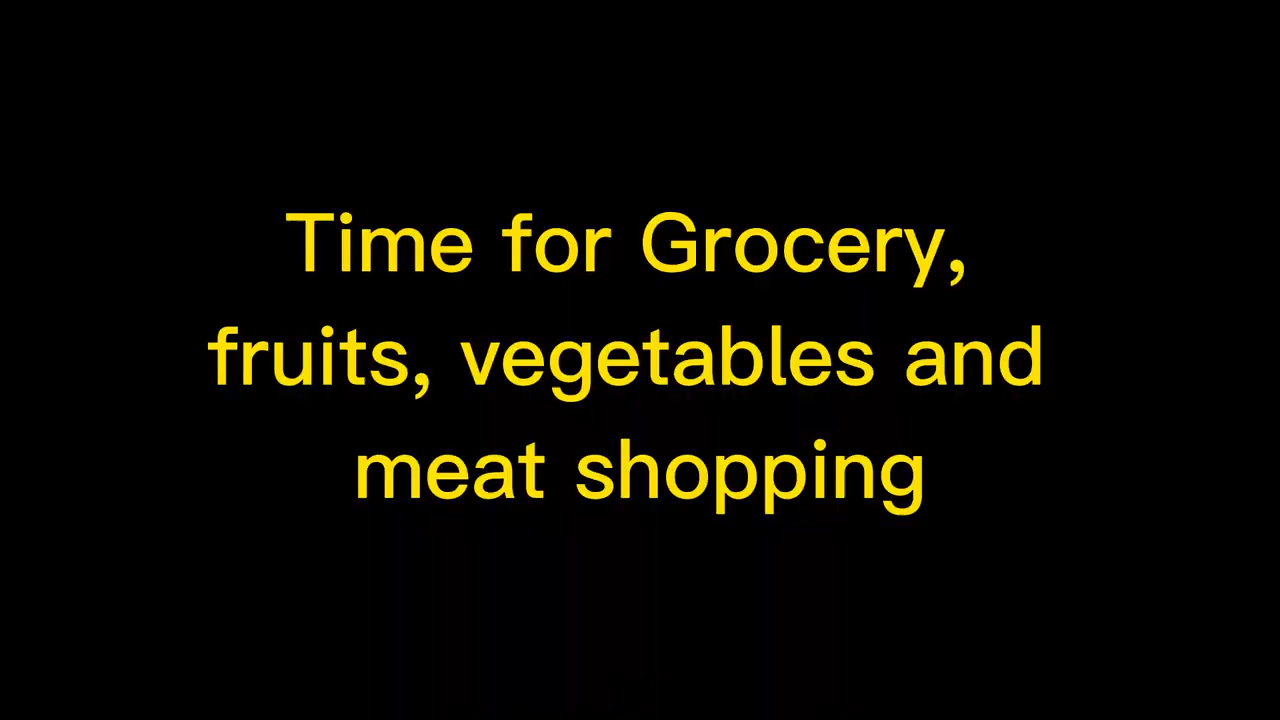 Time for Grocery,
fruits, vegetables and
meat shopping